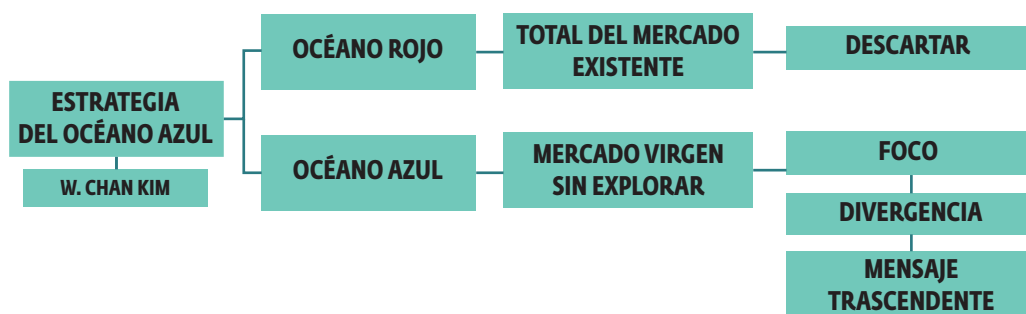 ESTRATEGIA
DEL OCÉANO AZUL
W. CHAN KIM
OCÉANO ROJO
TOTAL DEL MERCADO
EXISTENTE
DESCARTAR
OCÉANO AZUL
MERCADO VIRGEN
SIN EXPLORAR
FOCO
DIVERGENCIA
MENSAJE
TRASCENDENTE